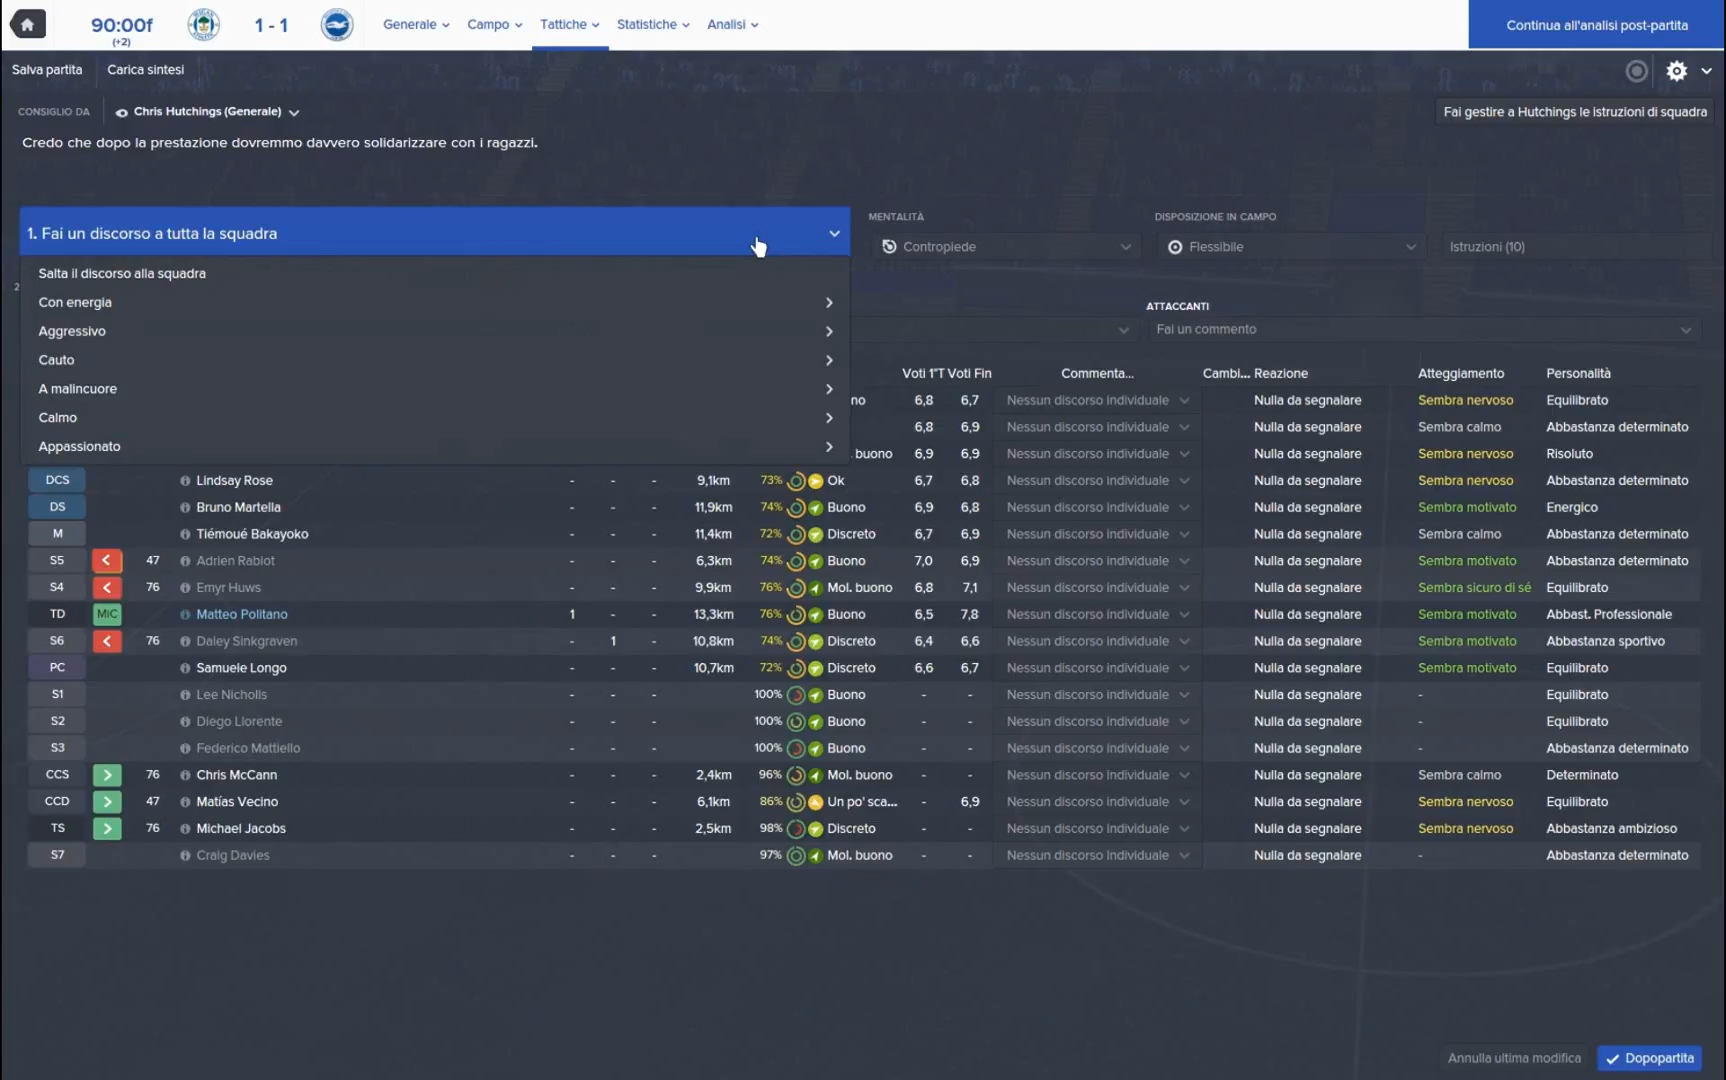 90:00f
(+2)
1 - 1
Generale
Campo
Tattiche
Statistiche
Analisi
Continua all'analisi post-partita
Salva partita
Carica sintesi
CONSIGLIO DA
Chris Hutchings (Generale)
Fai gestire a Hutchings le istruzioni di squadra
Credo che dopo la prestazione dovremmo davvero solidarizzare con i ragazzi.
1. Fai un discorso a tutta la squadra
MENTALITÀ
Contropiede
DISPOSIZIONE IN CAMPO
Flessibile
Istruzioni (10)
Salta il discorso alla squadra
Con energia
Aggressivo
Cauto
A malincuore
Calmo
Appassionato
2
ATTACCANTI
Fai un commento
Voti 1°T Voti Fin Commenta... Cambi... Reazione Atteggiamento Personalità
no 6,8 6,7 Nessun discorso individuale Nulla da segnalare Sembra nervoso Equilibrato
6,8 6,9 Nessun discorso individuale Nulla da segnalare Sembra calmo Abbastanza determinato
buono 6,9 6,9 Nessun discorso individuale Nulla da segnalare Sembra nervoso Risoluto
DCS Lindsay Rose - - - 9,1km 73% Ok 6,7 6,8 Nessun discorso individuale Nulla da segnalare Sembra nervoso Abbastanza determinato
DS Bruno Martella - - - 11,9km 74% Buono 6,9 6,8 Nessun discorso individuale Nulla da segnalare Sembra motivato Energico
M Tiémoué Bakayoko - - - 11,4km 72% Discreto 6,7 6,9 Nessun discorso individuale Nulla da segnalare Sembra calmo Abbastanza determinato
S5 47 Adrien Rabiot - - - 6,3km 74% Buono 7,0 6,9 Nessun discorso individuale Nulla da segnalare Sembra motivato Abbastanza determinato
S4 76 Emyr Huws - - - 9,9km 76% Mol. buono 6,8 7,1 Nessun discorso individuale Nulla da segnalare Sembra sicuro di sé Equilibrato
TD MiC Matteo Politano 1 - - 13,3km 76% Buono 6,5 7,8 Nessun discorso individuale Nulla da segnalare Sembra motivato Abbast. Professionale
S6 76 Daley Sinkgraven - 1 - 10,8km 74% Discreto 6,4 6,6 Nessun discorso individuale Nulla da segnalare Sembra motivato Abbastanza sportivo
PC Samuele Longo - - - 10,7km 72% Discreto 6,6 6,7 Nessun discorso individuale Nulla da segnalare Sembra motivato Equilibrato
S1 Lee Nicholls - - - 100% Buono - - Nessun discorso individuale Nulla da segnalare - Equilibrato
S2 Diego Llorente - - - 100% Buono - - Nessun discorso individuale Nulla da segnalare - Equilibrato
S3 Federico Mattiello - - - 100% Buono - - Nessun discorso individuale Nulla da segnalare - Abbastanza determinato
CCS 76 Chris McCann - - - 2,4km 96% Mol. buono - - Nessun discorso individuale Nulla da segnalare Sembra calmo Determinato
CCD 47 Matías Vecino - - - 6,1km 86% Un po' sca... - 6,9 Nessun discorso individuale Nulla da segnalare Sembra nervoso Equilibrato
TS 76 Michael Jacobs - - - 2,5km 98% Discreto - - Nessun discorso individuale Nulla da segnalare Sembra nervoso Abbastanza ambizioso
S7 Craig Davies - - - 97% Mol. buono - - Nessun discorso individuale Nulla da segnalare - Abbastanza determinato
Annulla ultima modifica
Dopopartita